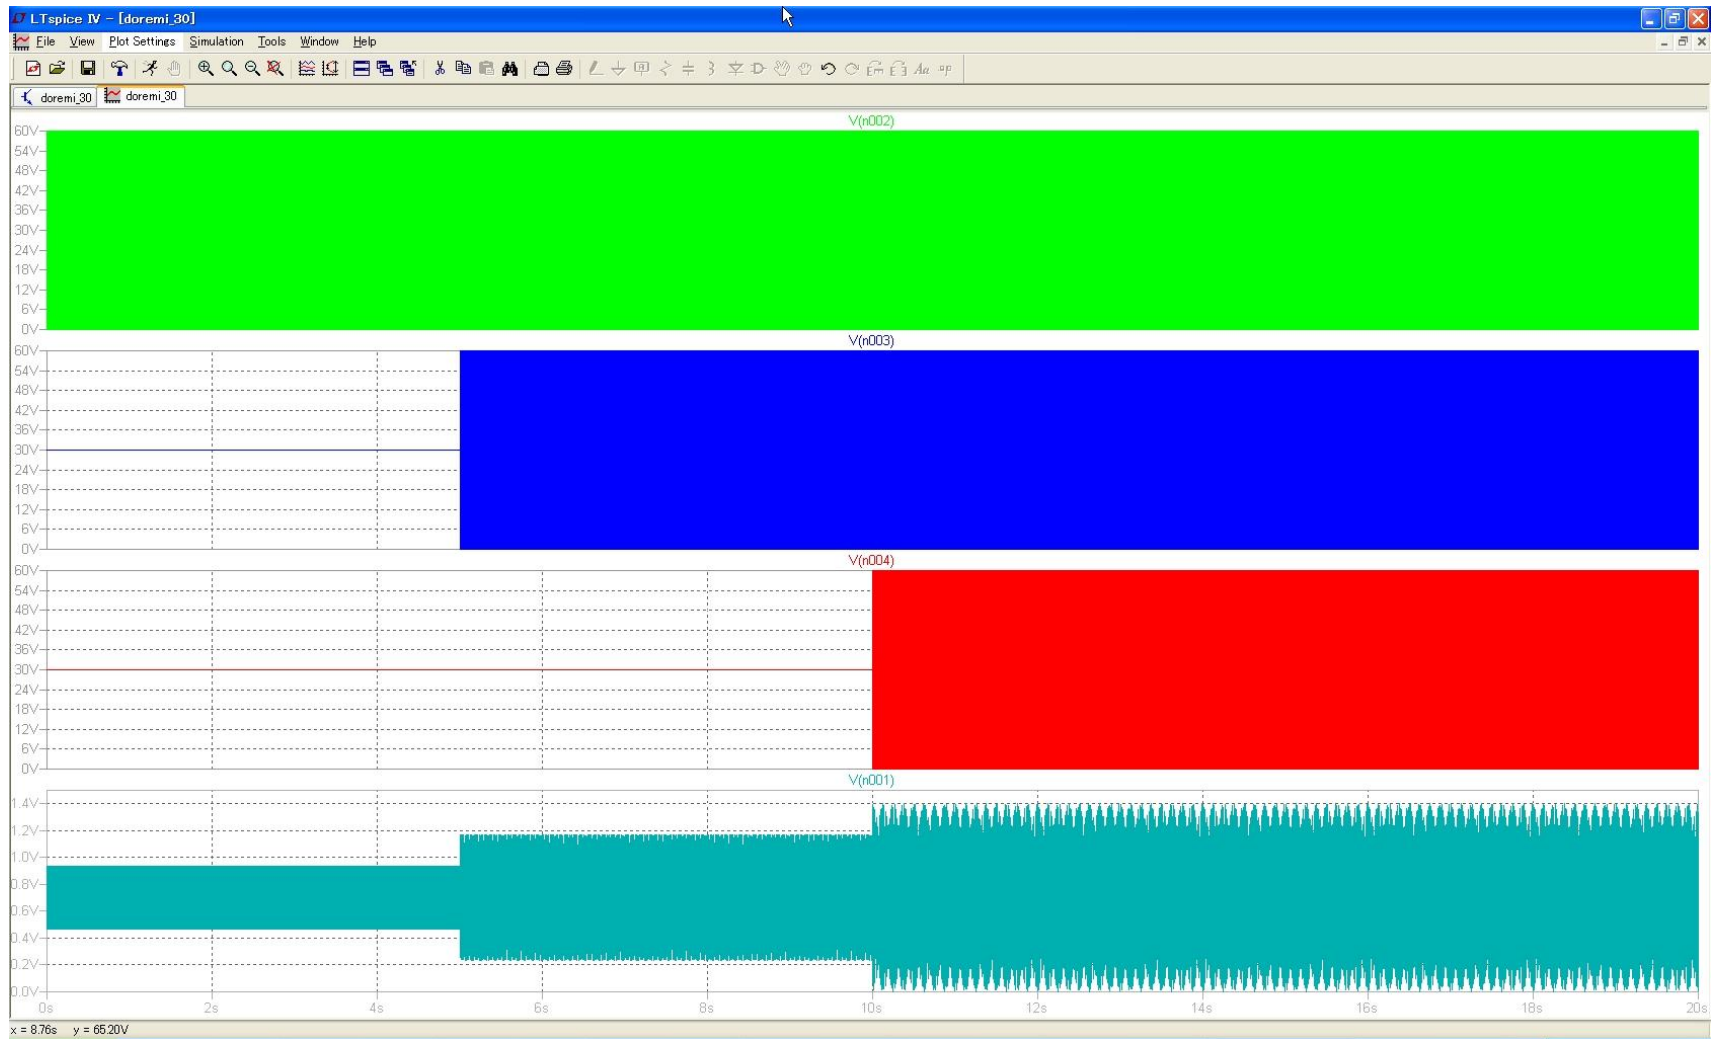 LTspice IV - [doremi_30]
File View Plot Settings Simulation Tools Window Help
doremi_30 doremi_30
V(n002)
60V
54V
48V
42V
36V
30V
24V
18V
12V
6V
0V
V(n003)
60V
54V
48V
42V
36V
30V
24V
18V
12V
6V
0V
V(n004)
60V
54V
48V
42V
36V
30V
24V
18V
12V
6V
0V
V(n001)
1.4V
1.2V
1.0V
0.8V
0.6V
0.4V
0.2V
0.0V
0s 2s 4s 6s 8s 10s 12s 14s 16s 18s 20s
x = 8.76s y = 65.20V